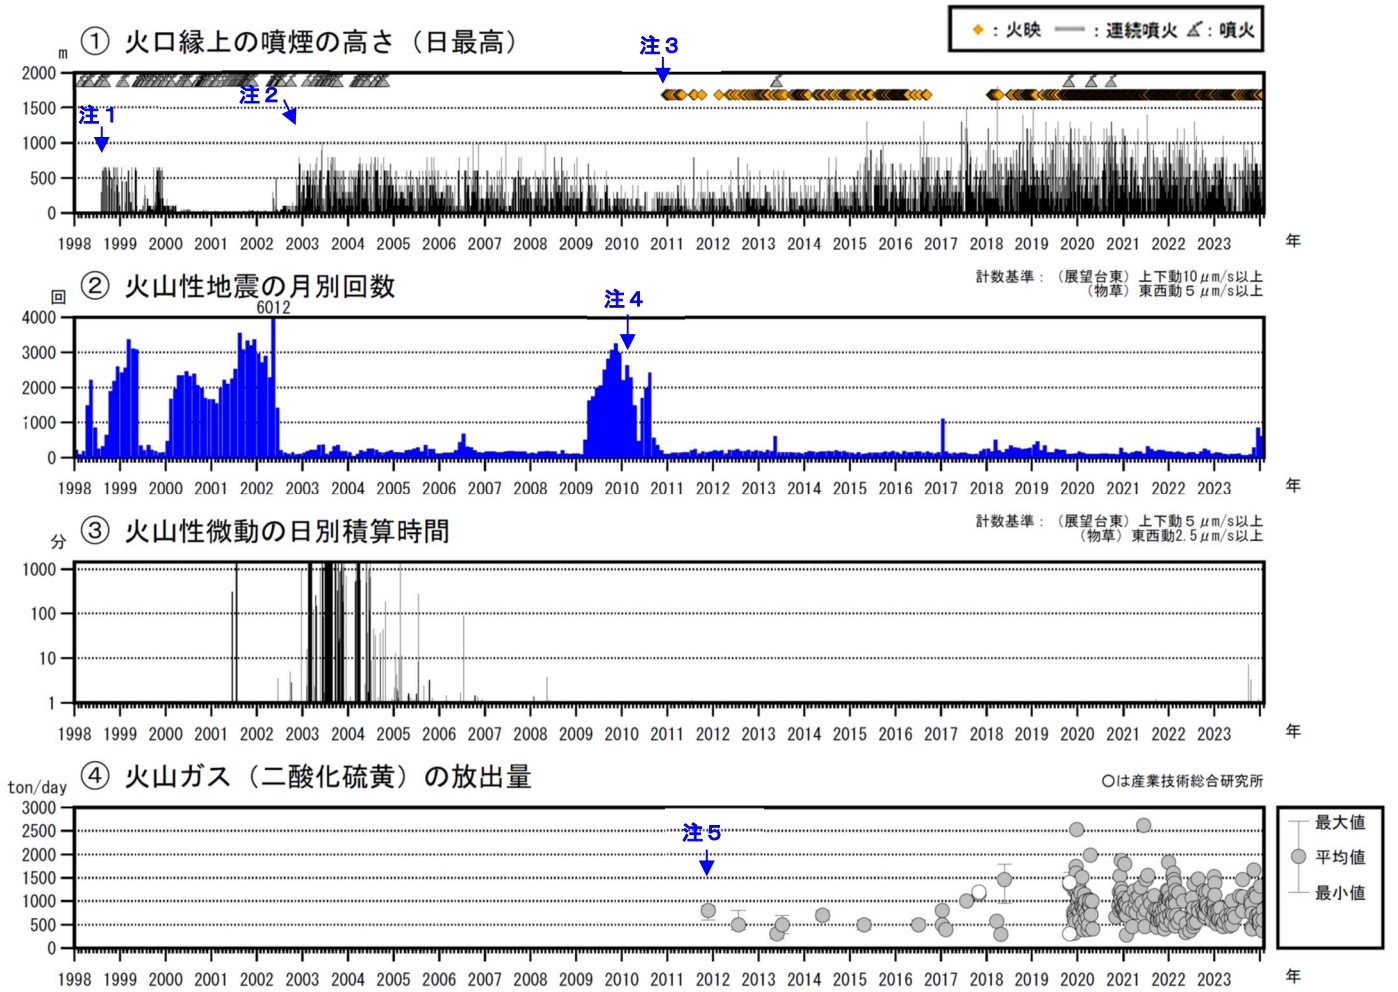 ◆：火映 ──：連続噴火 ：噴火
① 火口縁上の噴煙の高さ（日最高）
m
注３
2000
1500
1000
500
0
注１
注２
1998 1999 2000 2001 2002 2003 2004 2005 2006 2007 2008 2009 2010 2011 2012 2013 2014 2015 2016 2017 2018 2019 2020 2021 2022 2023 年
② 火山性地震の月別回数
計数基準：（展望台東）上下動10μm/s以上
（物草）東西動５μm/s以上
回
6012
注４
4000
3000
2000
1000
0
1998 1999 2000 2001 2002 2003 2004 2005 2006 2007 2008 2009 2010 2011 2012 2013 2014 2015 2016 2017 2018 2019 2020 2021 2022 2023 年
③ 火山性微動の日別積算時間
計数基準：（展望台東）上下動５μm/s以上
（物草）東西動2.5μm/s以上
分
1000
100
10
1
1998 1999 2000 2001 2002 2003 2004 2005 2006 2007 2008 2009 2010 2011 2012 2013 2014 2015 2016 2017 2018 2019 2020 2021 2022 2023 年
④ 火山ガス（二酸化硫黄）の放出量
○は産業技術総合研究所
ton/day
注５
3000
2500
2000
1500
1000
500
0
最大値
平均値
最小値
1998 1999 2000 2001 2002 2003 2004 2005 2006 2007 2008 2009 2010 2011 2012 2013 2014 2015 2016 2017 2018 2019 2020 2021 2022 2023 年